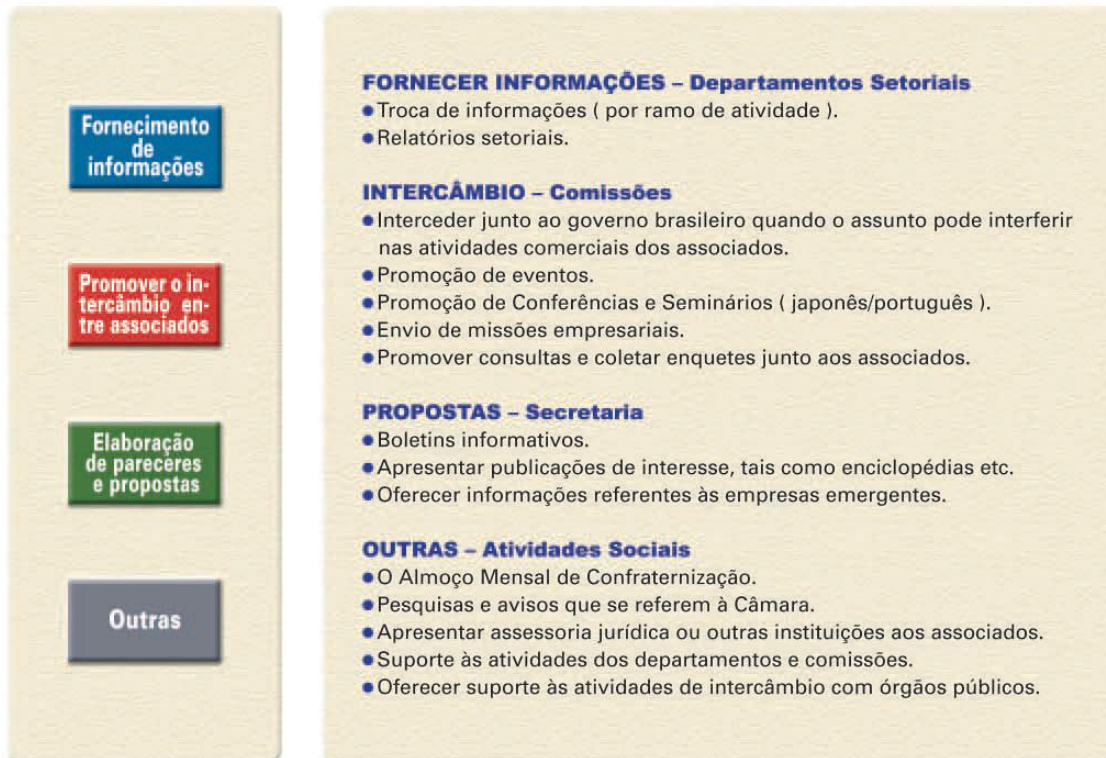 Fornecimento
de
informações
Promover o in-
tercâmbio en-
tre associados
Elaboração
de pareceres
e propostas
Outras
FORNECER INFORMAÇÕES – Departamentos Setoriais
● Troca de informações ( por ramo de atividade ).
● Relatórios setoriais.
INTERCÂMBIO – Comissões
● Interceder junto ao governo brasileiro quando o assunto pode interferir
nas atividades comerciais dos associados.
● Promoção de eventos.
● Promoção de Conferências e Seminários ( japonês/português ).
● Envio de missões empresariais.
● Promover consultas e coletar enquetes junto aos associados.
PROPOSTAS – Secretaria
● Boletins informativos.
● Apresentar publicações de interesse, tais como enciclopédias etc.
● Oferecer informações referentes às empresas emergentes.
OUTRAS – Atividades Sociais
● O Almoço Mensal de Confraternização.
● Pesquisas e avisos que se referem à Câmara.
● Apresentar assessoria jurídica ou outras instituições aos associados.
● Suporte às atividades dos departamentos e comissões.
● Oferecer suporte às atividades de intercâmbio com órgãos públicos.